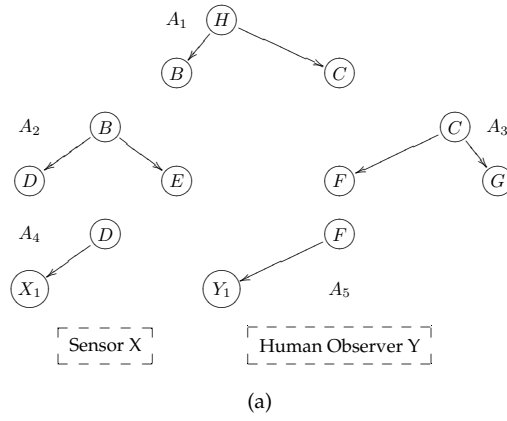 A₁ H
B C
A₂ B C A₃
D E F G
A₄ D F
X₁ Y₁ A₅
Sensor X Human Observer Y
(a)